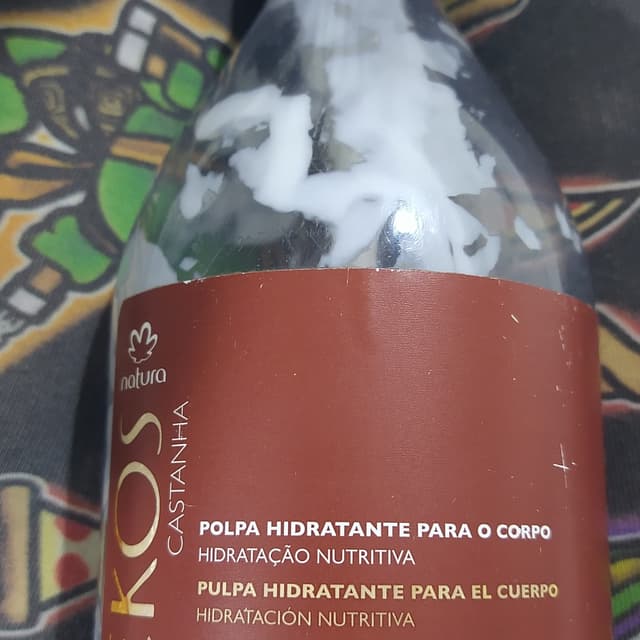 natura
KOS
CASTANHA
POLPA HIDRATANTE PARA O CORPO
HIDRATAÇÃO NUTRITIVA
PULPA HIDRATANTE PARA EL CUERPO
HIDRATACIÓN NUTRITIVA